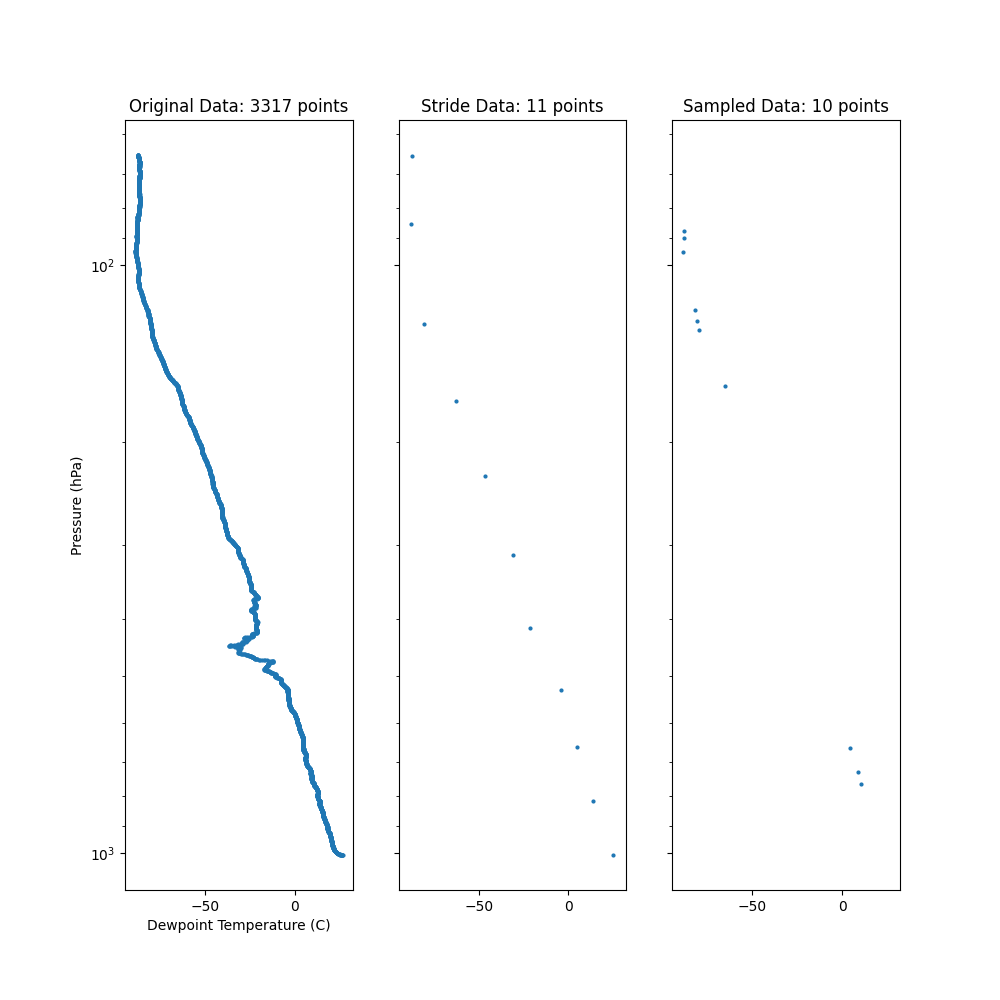 Original Data: 3317 points
Stride Data: 11 points
Sampled Data: 10 points
10²
10³
Pressure (hPa)
−50 0
−50 0
−50 0
Dewpoint Temperature (C)